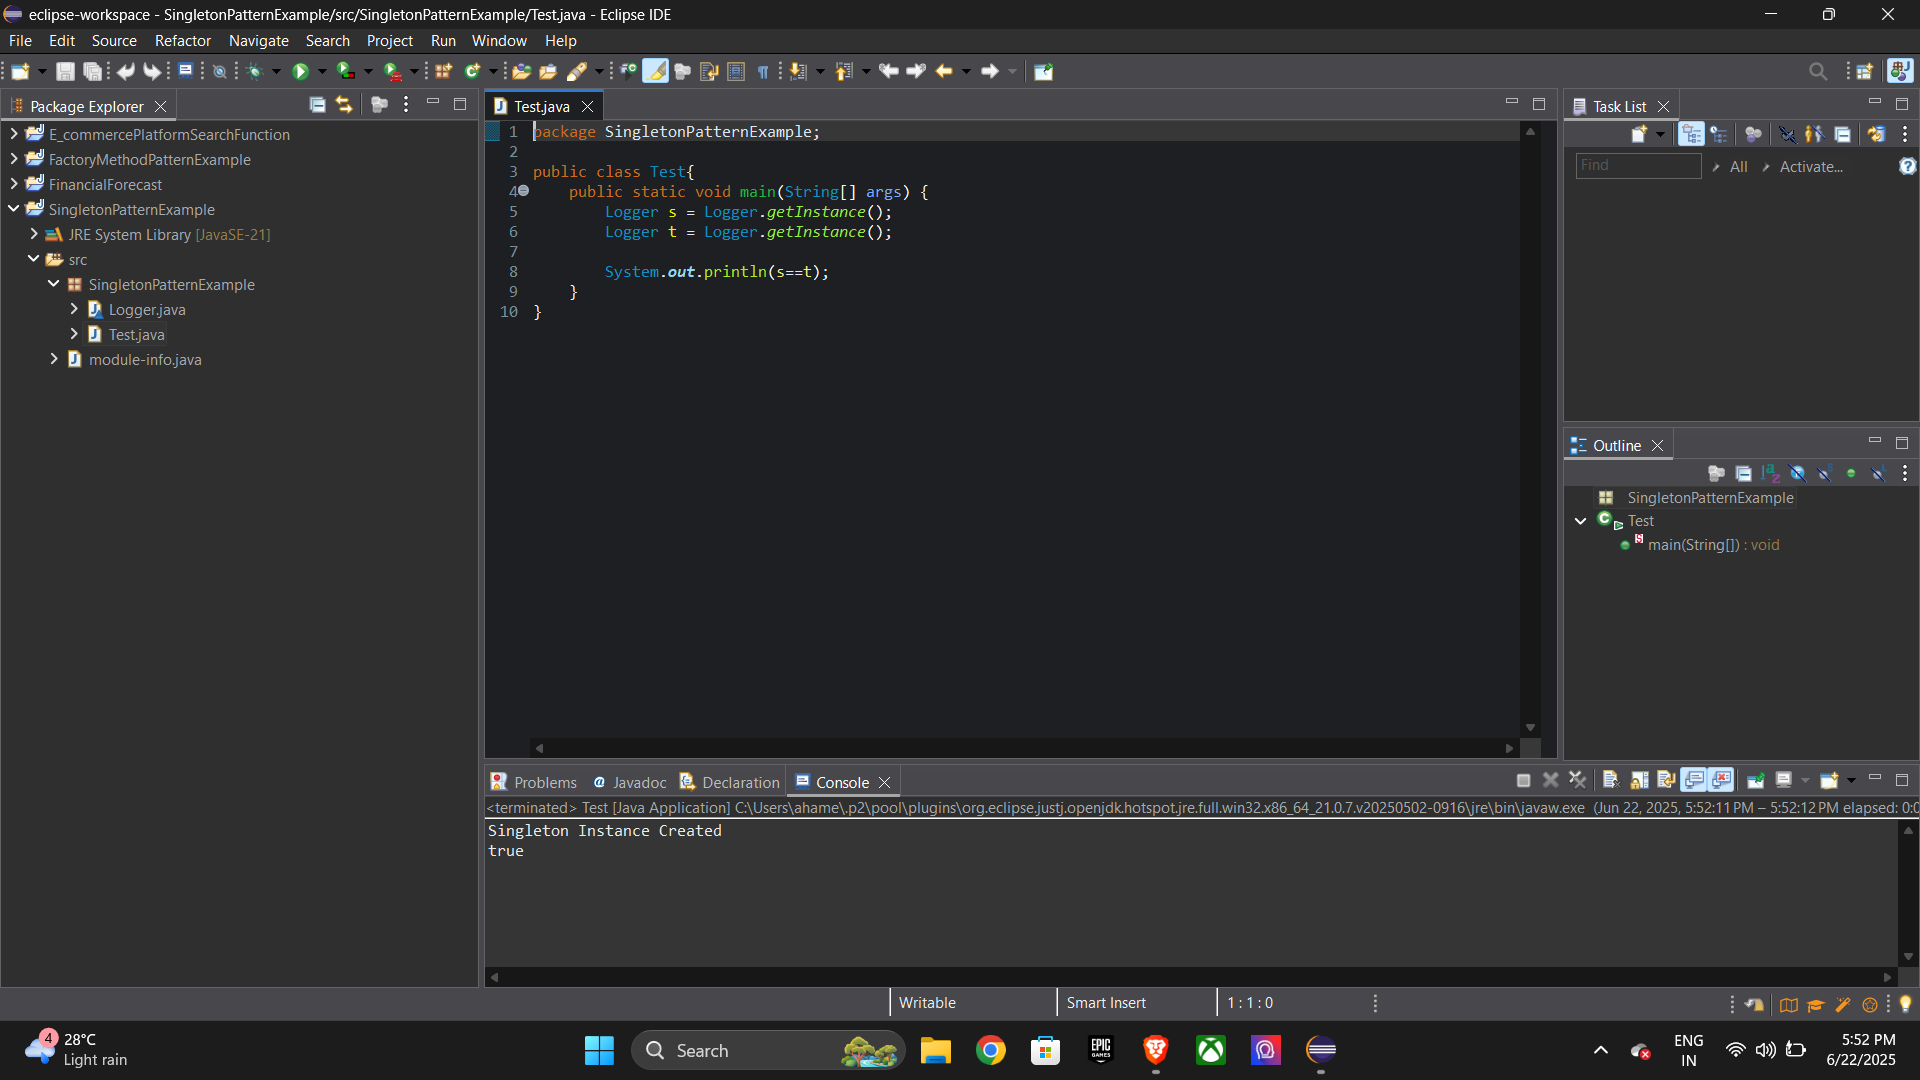 eclipse-workspace - SingletonPatternExample/src/SingletonPatternExample/Test.java - Eclipse IDE
File Edit Source Refactor Navigate Search Project Run Window Help
Package Explorer
E_commercePlatformSearchFunction
FactoryMethodPatternExample
FinancialForecast
SingletonPatternExample
JRE System Library [JavaSE-21]
src
SingletonPatternExample
Logger.java
Test.java
module-info.java
Test.java
1 package SingletonPatternExample;
2
3 public class Test{
4 public static void main(String[] args) {
5 Logger s = Logger.getInstance();
6 Logger t = Logger.getInstance();
7
8 System.out.println(s==t);
9 }
10 }
Task List
Find All Activate...
Outline
SingletonPatternExample
Test
main(String[]) : void
Problems Javadoc Declaration Console
<terminated> Test [Java Application] C:\Users\ahame\.p2\pool\plugins\org.eclipse.justj.openjdk.hotspot.jre.full.win32.x86_64_21.0.7.v20250502-0916\jre\bin\javaw.exe (Jun 22, 2025, 5:52:11 PM – 5:52:12 PM elapsed: 0:0
Singleton Instance Created
true
Writable Smart Insert 1 : 1 : 0
4
28°C
Light rain
Search
EPIC GAMES
ENG
IN
5:52 PM
6/22/2025